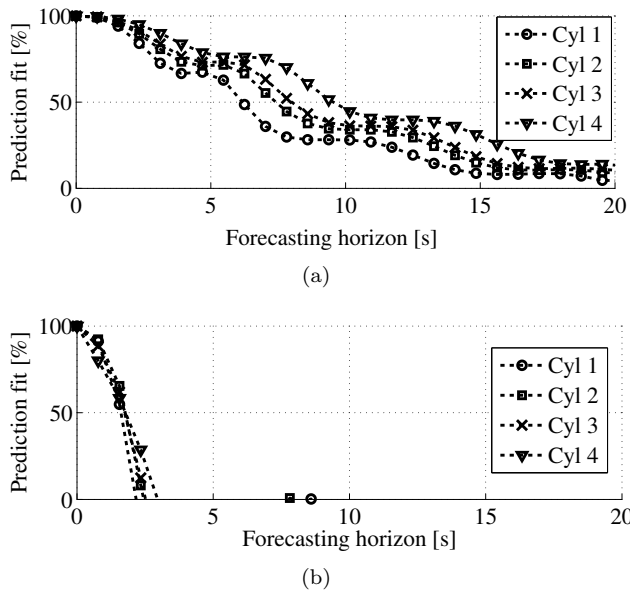 100
50
0
0
5
10
15
20
Prediction fit [%]
Forecasting horizon [s]
Cyl 1
Cyl 2
Cyl 3
Cyl 4
(a)
100
50
0
0
5
10
15
20
Prediction fit [%]
Forecasting horizon [s]
Cyl 1
Cyl 2
Cyl 3
Cyl 4
(b)